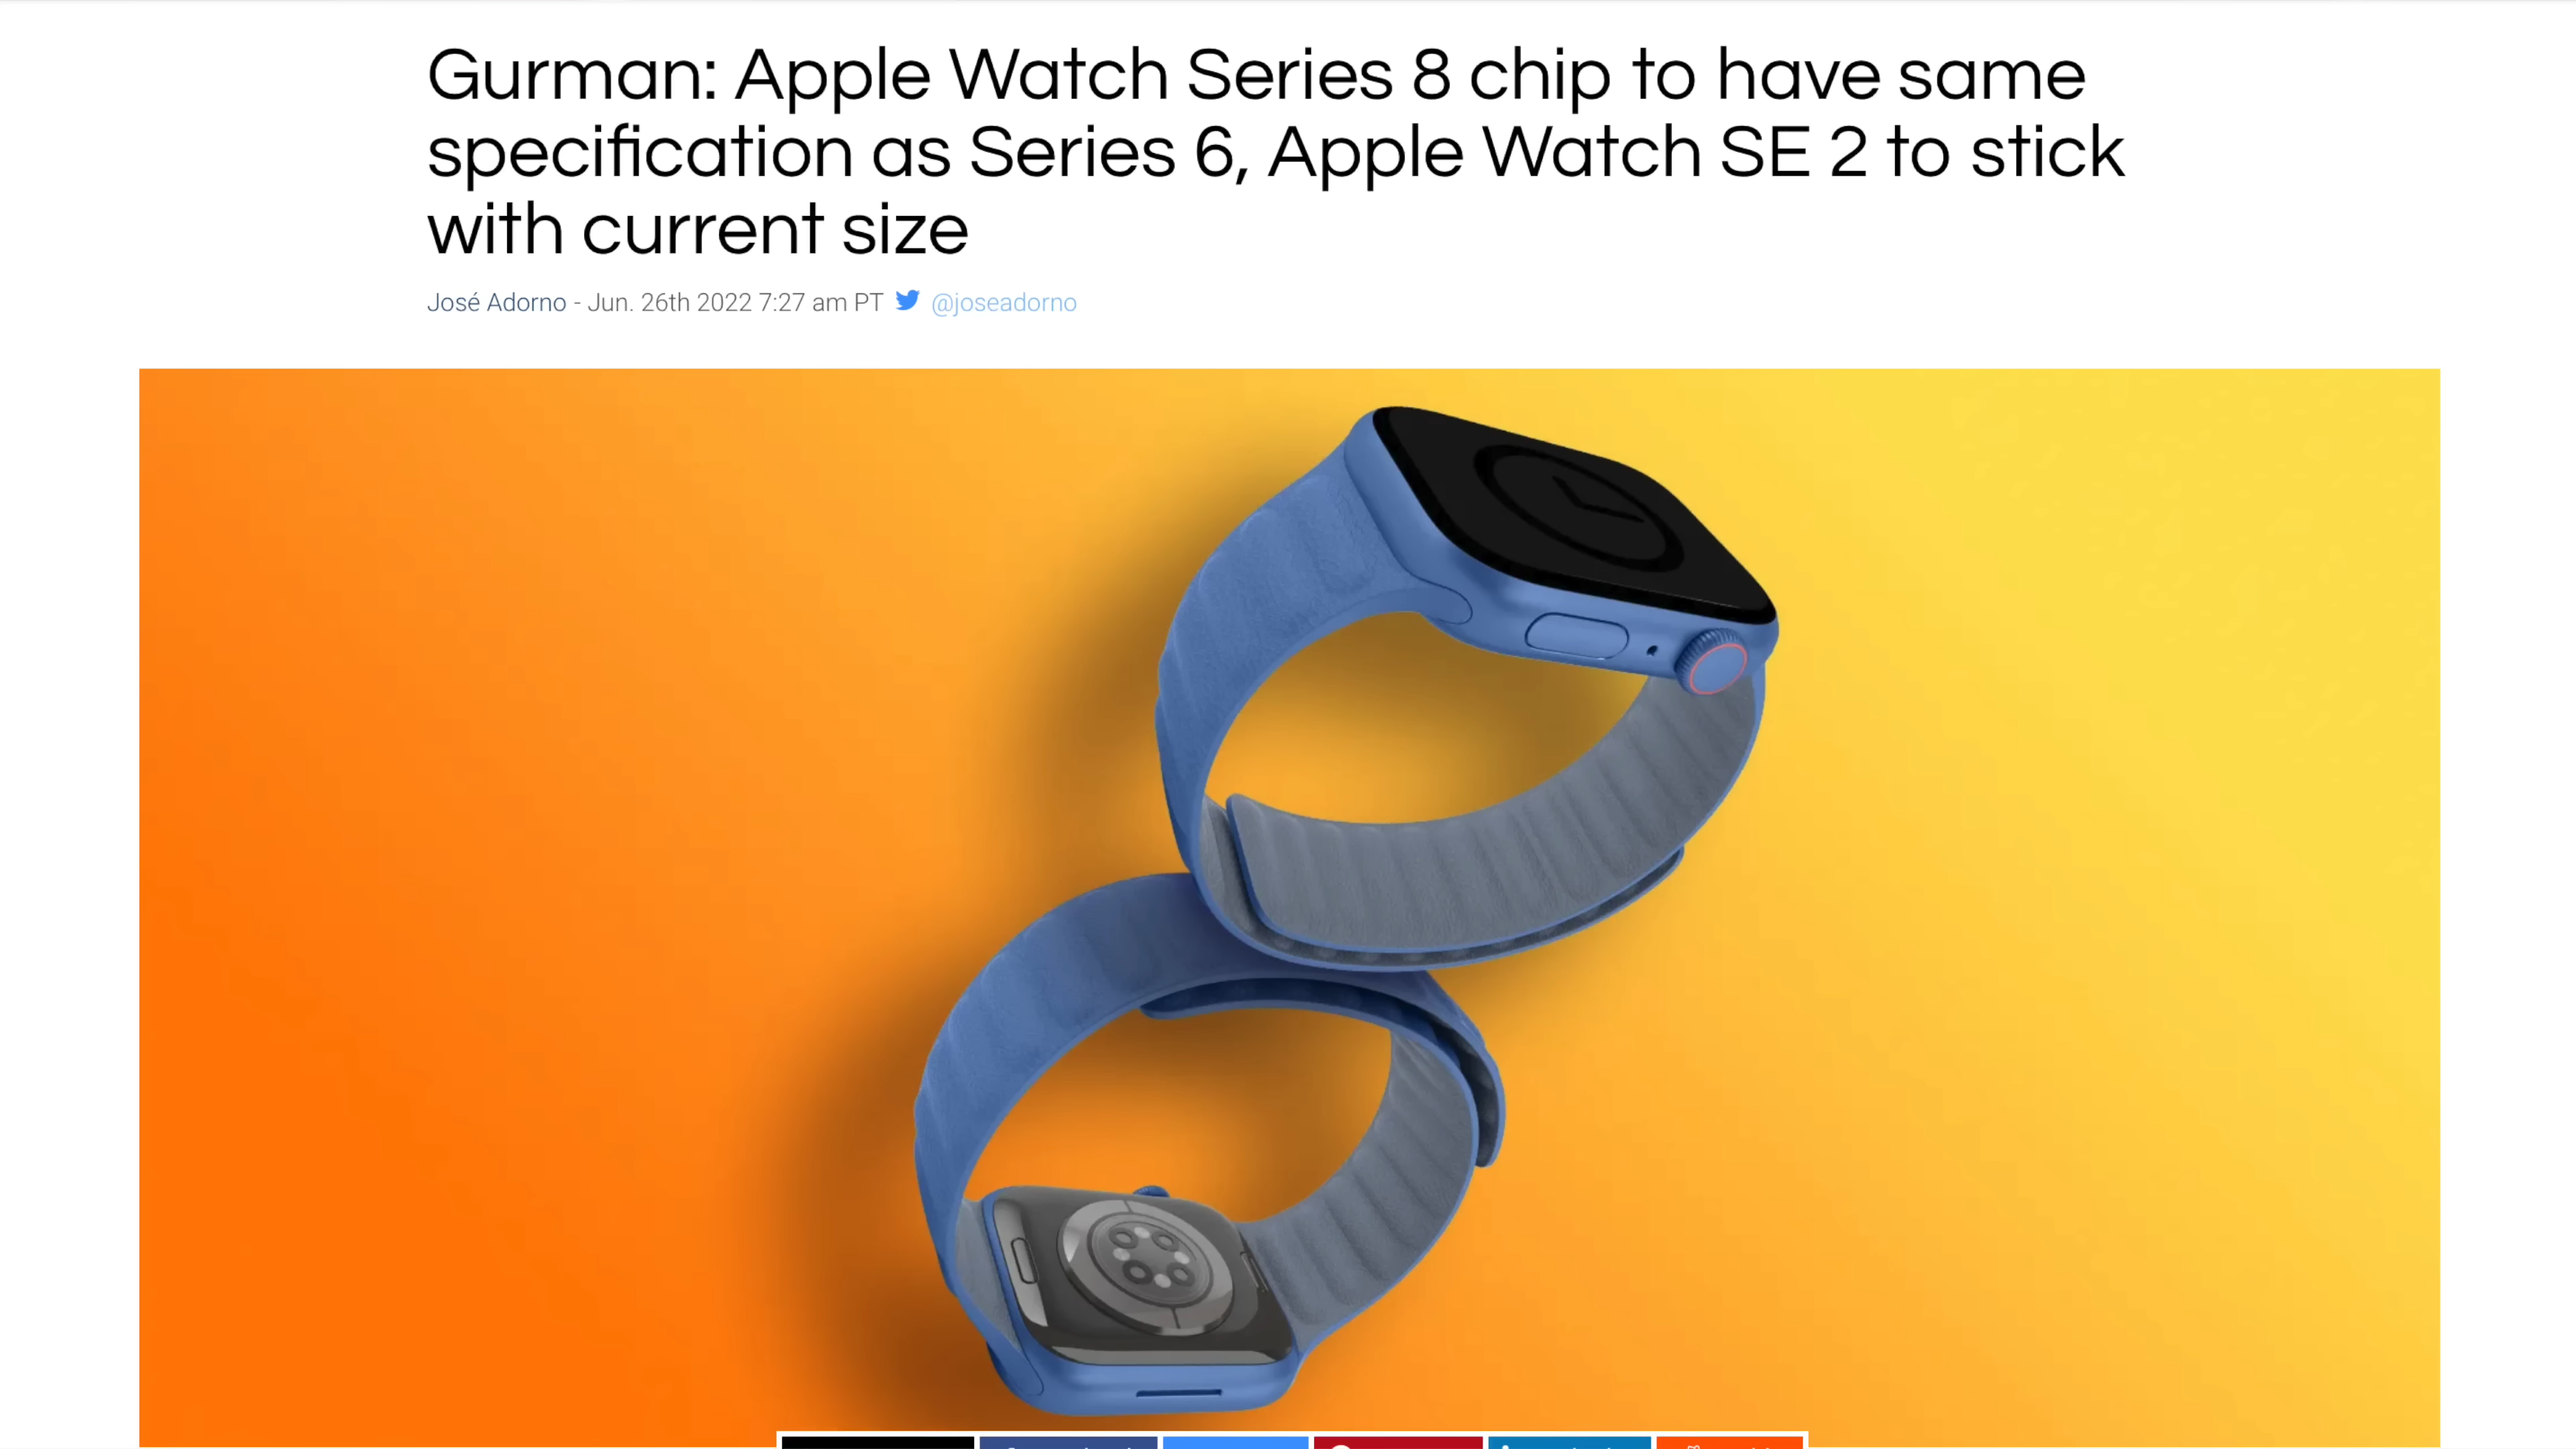 Gurman: Apple Watch Series 8 chip to have same
specification as Series 6, Apple Watch SE 2 to stick
with current size
José Adorno - Jun. 26th 2022 7:27 am PT @joseadorno